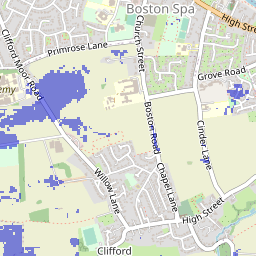 Boston Spa
High Street
Clifford Moor Road
Primrose Lane
Church Street
Grove Road
emy
Boston Road
Cinder Lane
Willow Lane
Chapel Lane
High Street
Clifford